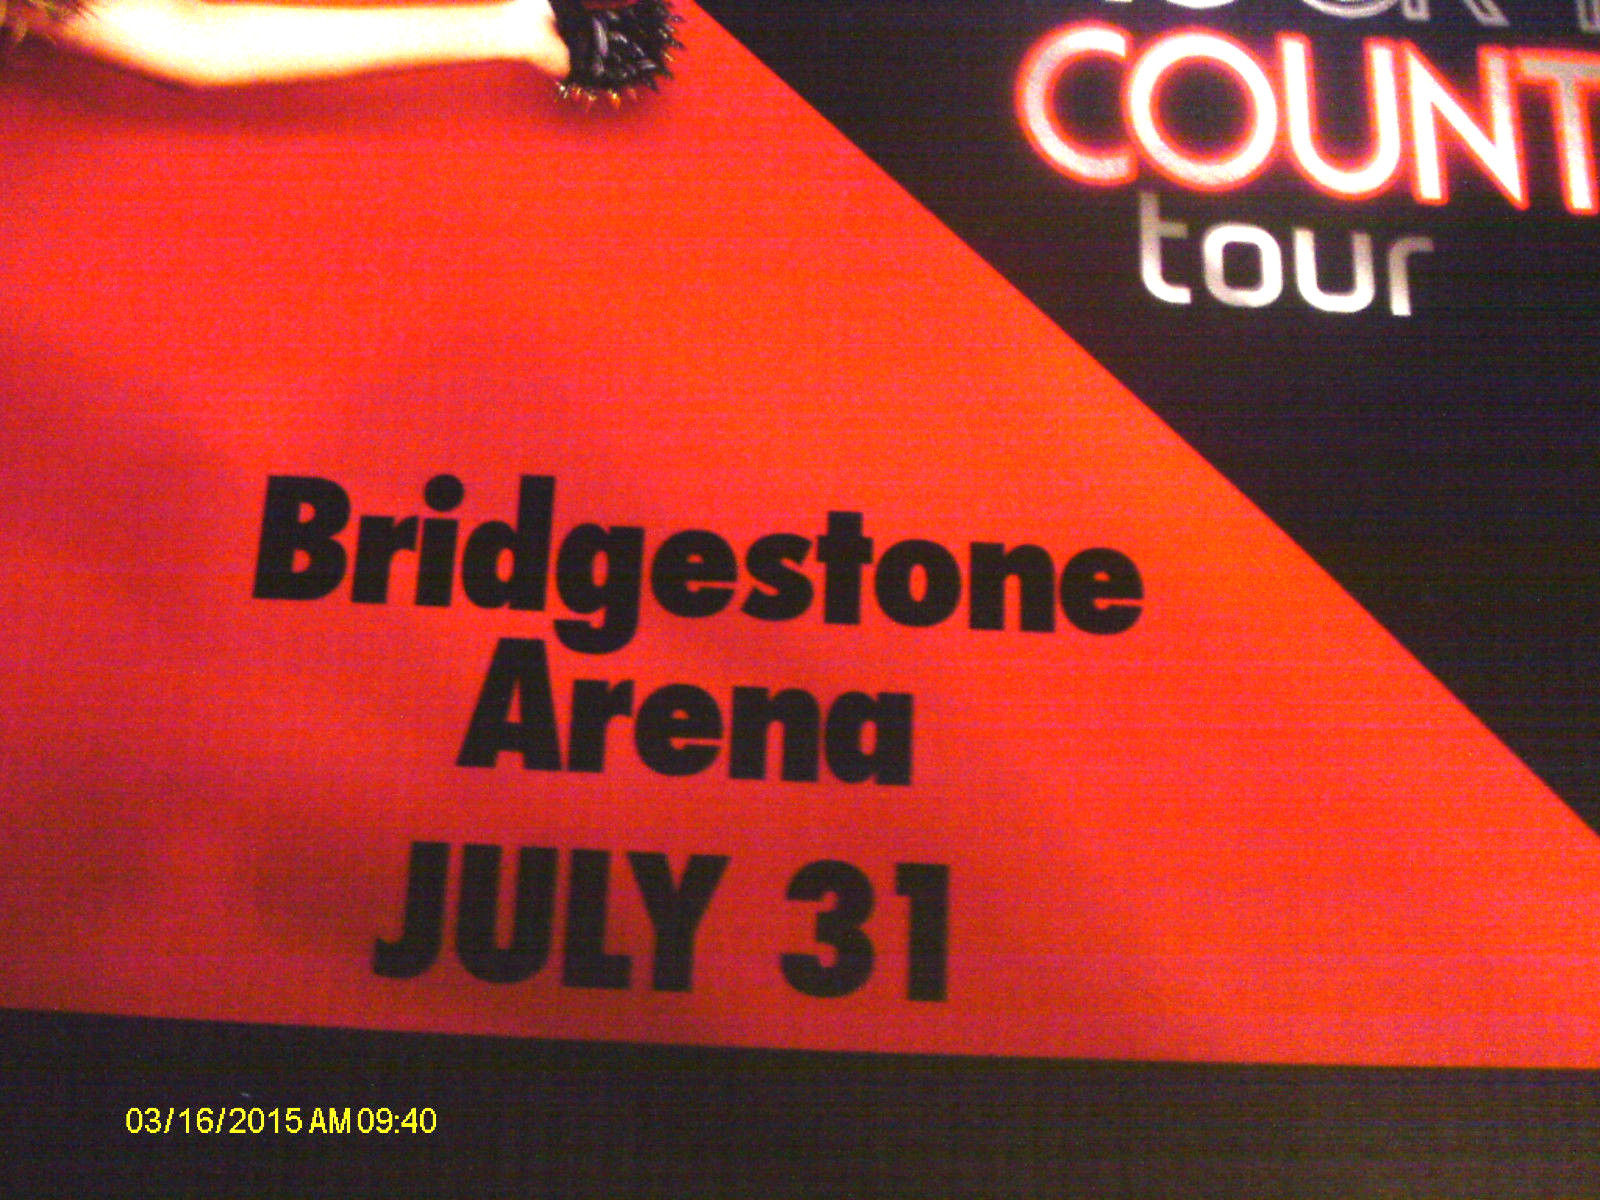 COUNT
tour
Bridgestone
Arena
JULY 31
03/16/2015 AM 09:40